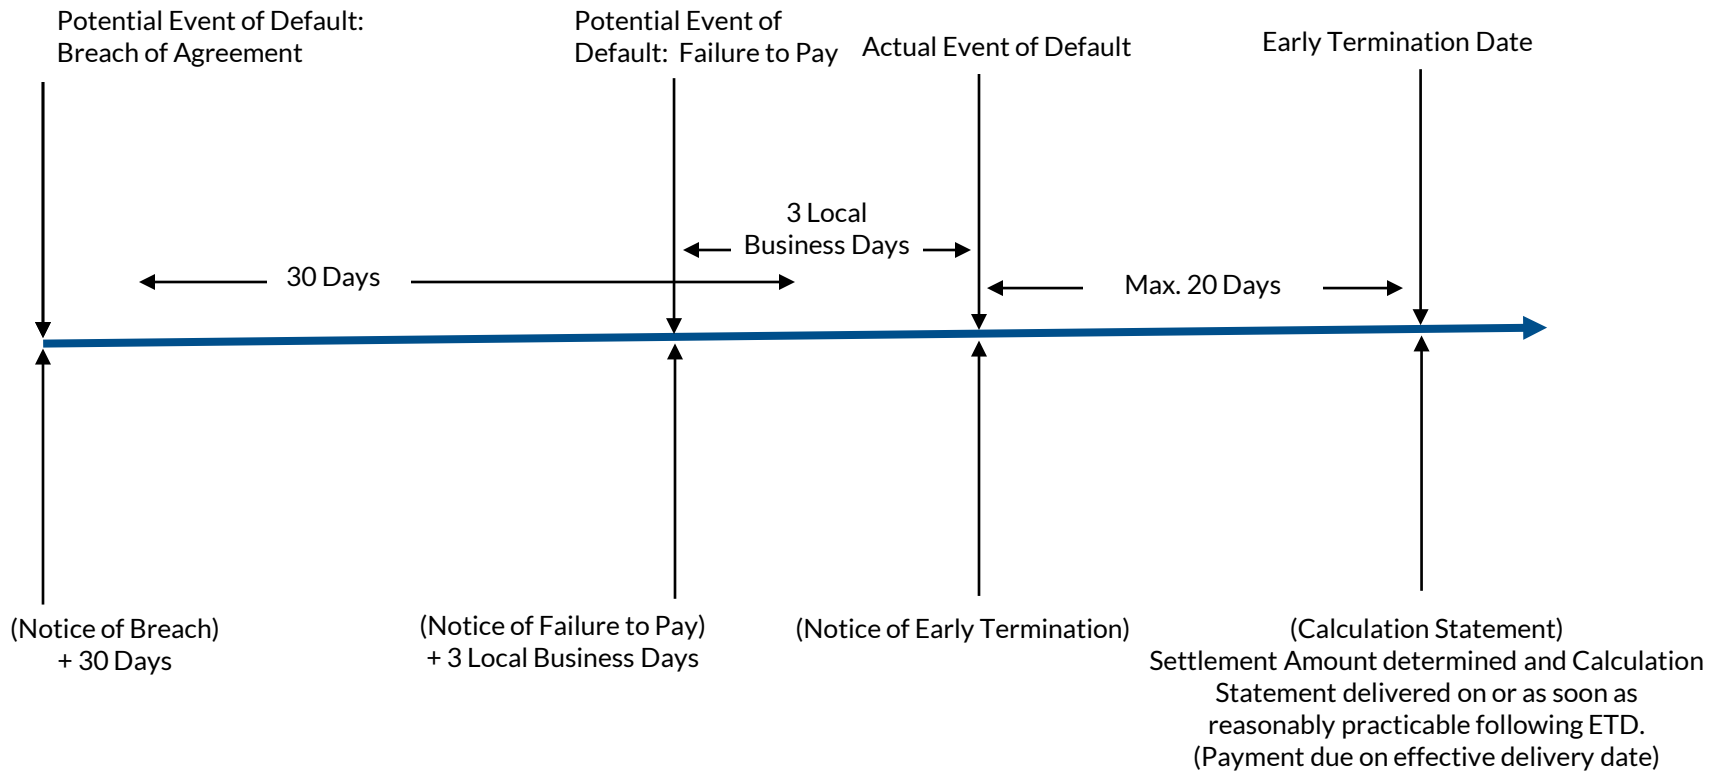 Potential Event of Default:
Breach of Agreement
Potential Event of
Default: Failure to Pay
Actual Event of Default
Early Termination Date
3 Local
Business Days
30 Days
Max. 20 Days
(Notice of Breach)
+ 30 Days
(Notice of Failure to Pay)
+ 3 Local Business Days
(Notice of Early Termination)
(Calculation Statement)
Settlement Amount determined and Calculation
Statement delivered on or as soon as
reasonably practicable following ETD.
(Payment due on effective delivery date)